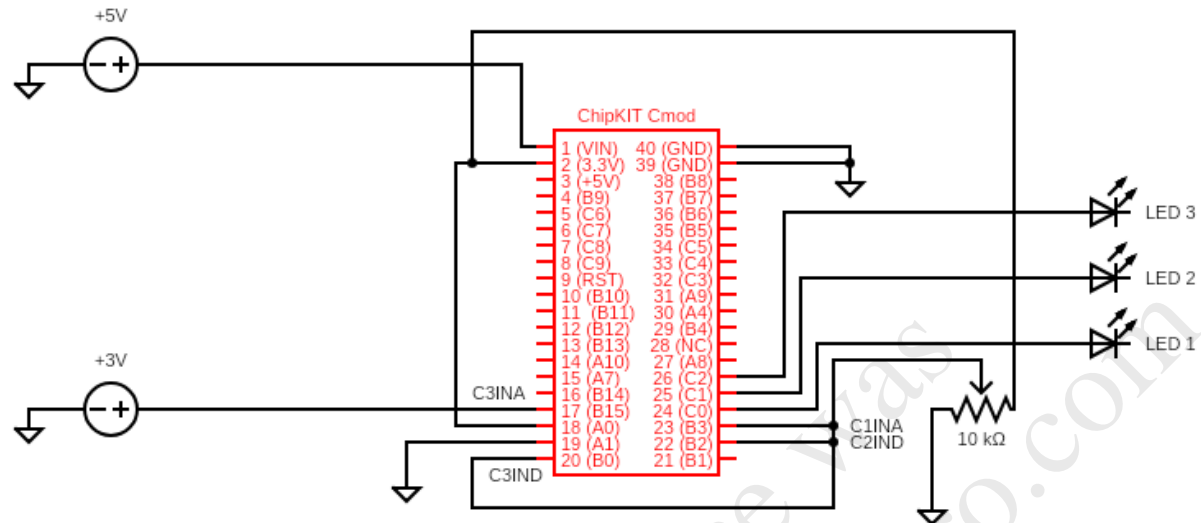 +5V
ChipKIT Cmod
1 (VIN) 40 (GND)
2 (3.3V) 39 (GND)
3 (+5V) 38 (B8)
4 (B9) 37 (B7)
5 (C6) 36 (B6)
6 (C7) 35 (B5)
7 (C8) 34 (C5)
8 (C9) 33 (C4)
9 (RST) 32 (C3)
10 (B10) 31 (A9)
11 (B11) 30 (A4)
12 (B12) 29 (B4)
13 (B13) 28 (NC)
14 (A10) 27 (A8)
15 (A7) 26 (C2)
16 (B14) 25 (C1)
17 (B15) 24 (C0)
18 (A0) 23 (B3)
19 (A1) 22 (B2)
20 (B0) 21 (B1)
LED 3
LED 2
LED 1
+3V
C3INA
C1INA
C2IND
10 kΩ
C3IND
was
o.com